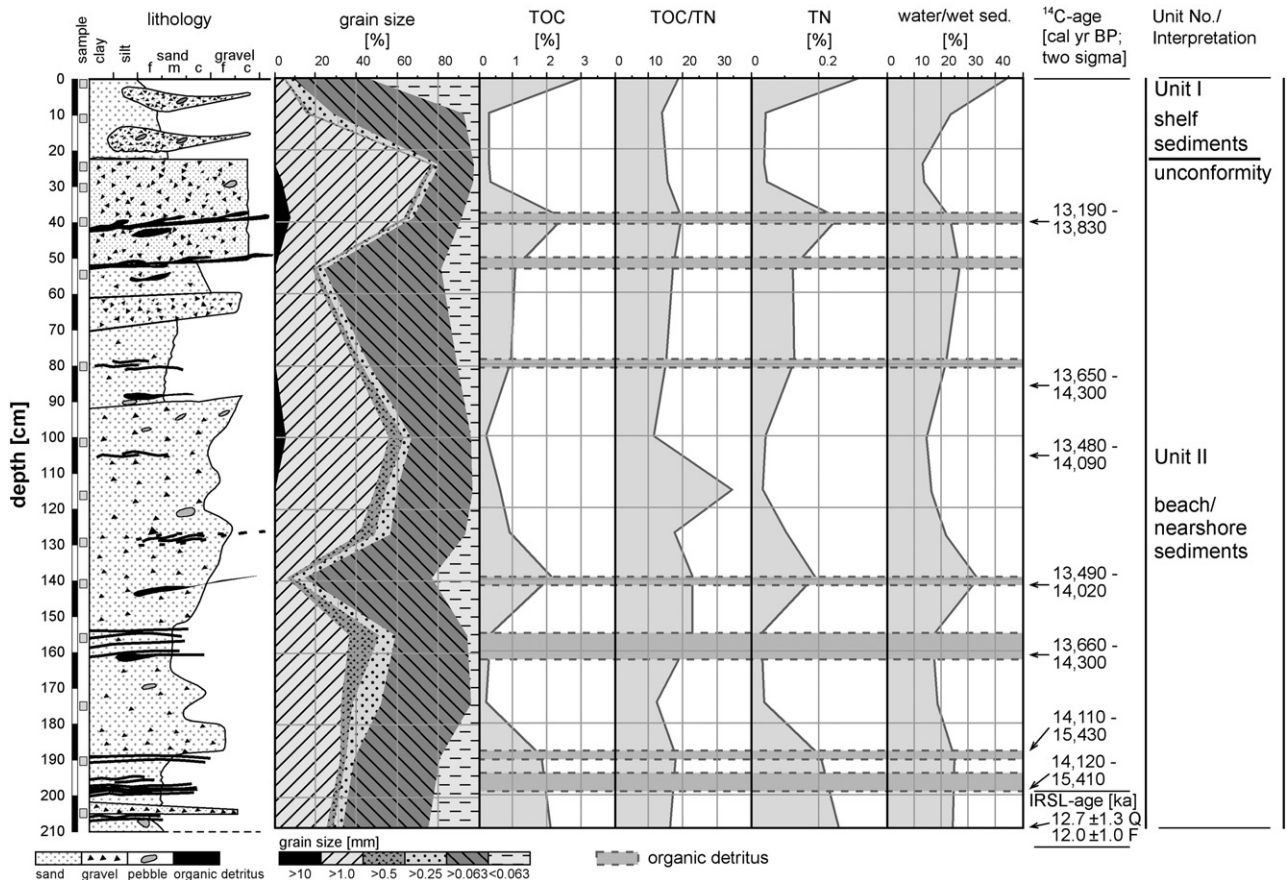 lithology
grain size
TOC
TOC/TN
TN
water/wet sed.
¹⁴C-age
[cal yr BP;
two sigma]
Unit No./
Interpretation
[%]
[%]
[%]
[%]
sample
clay
silt
sand
gravel
f m c f c
0 20 40 60 80
0 1 2 3
0 10 20 30
0 0.2
0 10 20 30 40
depth [cm]
0
10
20
30
40
50
60
70
80
90
100
110
120
130
140
150
160
170
180
190
200
210
13,190 -
13,830
13,650 -
14,300
13,480 -
14,090
13,490 -
14,020
13,660 -
14,300
14,110 -
15,430
14,120 -
15,410
IRSL-age [ka]
12.7 ±1.3 Q
12.0 ±1.0 F
Unit I
shelf
sediments
unconformity
Unit II
beach/
nearshore
sediments
sand gravel pebble organic detritus
grain size [mm]
>10 >1.0 >0.5 >0.25 >0.063 <0.063
organic detritus